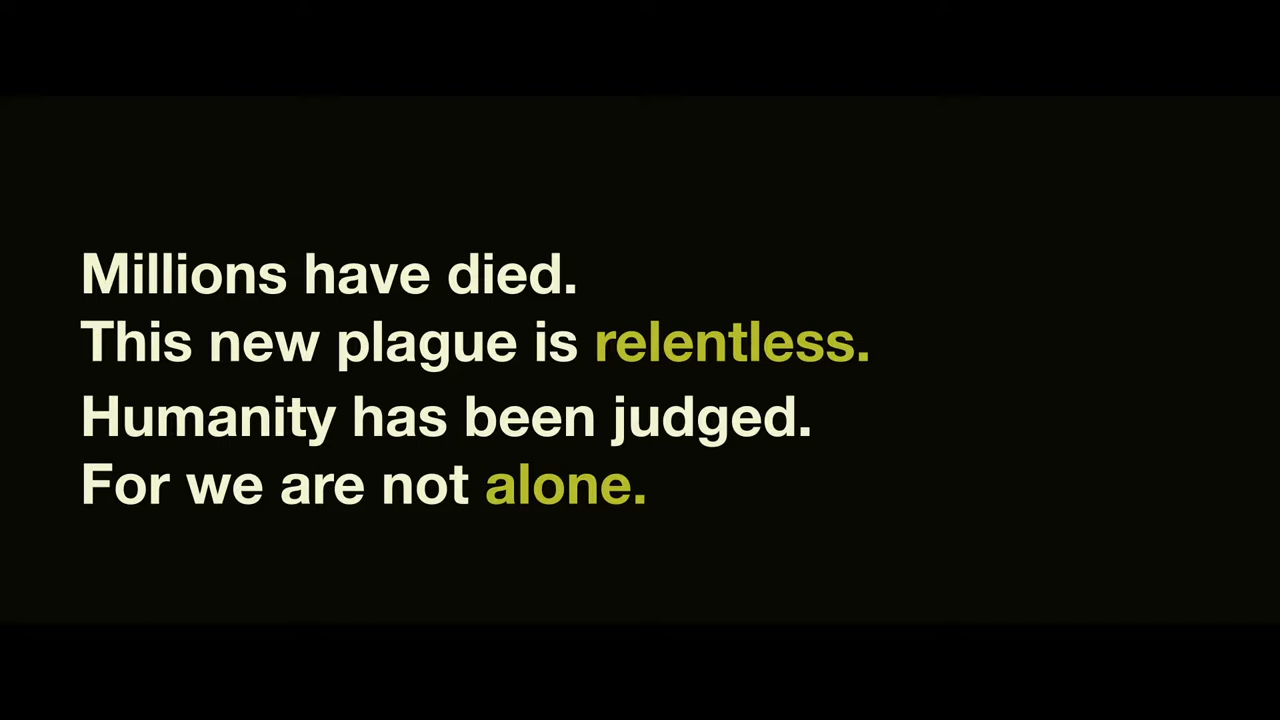 Millions have died.
This new plague is relentless.
Humanity has been judged.
For we are not alone.